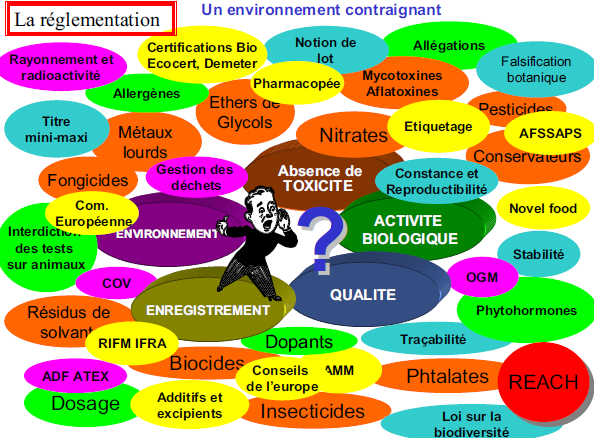 La réglementation
Un environnement contraignant
Rayonnement et
radioactivité
Certifications Bio
Ecocert, Demeter
Notion de
lot
Allégations
Falsification
botanique
Allergènes
Pharmacopée
Mycotoxines
Aflatoxines
Ethers de
Glycols
Pesticides
Titre
mini-maxi
Métaux
lourds
Nitrates
Etiquetage
AFSSAPS
Conservateurs
Fongicides
Gestion des
déchets
Absence de
TOXICITE
Constance et
Reproductibilité
Com.
Européenne
Novel food
Interdiction
des tests
sur animaux
ENVIRONNEMENT
?
ACTIVITE
BIOLOGIQUE
Stabilité
COV
OGM
ENREGISTREMENT
QUALITE
Résidus de
solvant
Phytohormones
RIFM IFRA
Dopants
Traçabilité
Biocides
Conseils
de l'europe
AMM
ADF ATEX
Phtalates
REACH
Dosage
Additifs et
excipients
Insecticides
Loi sur la
biodiversité